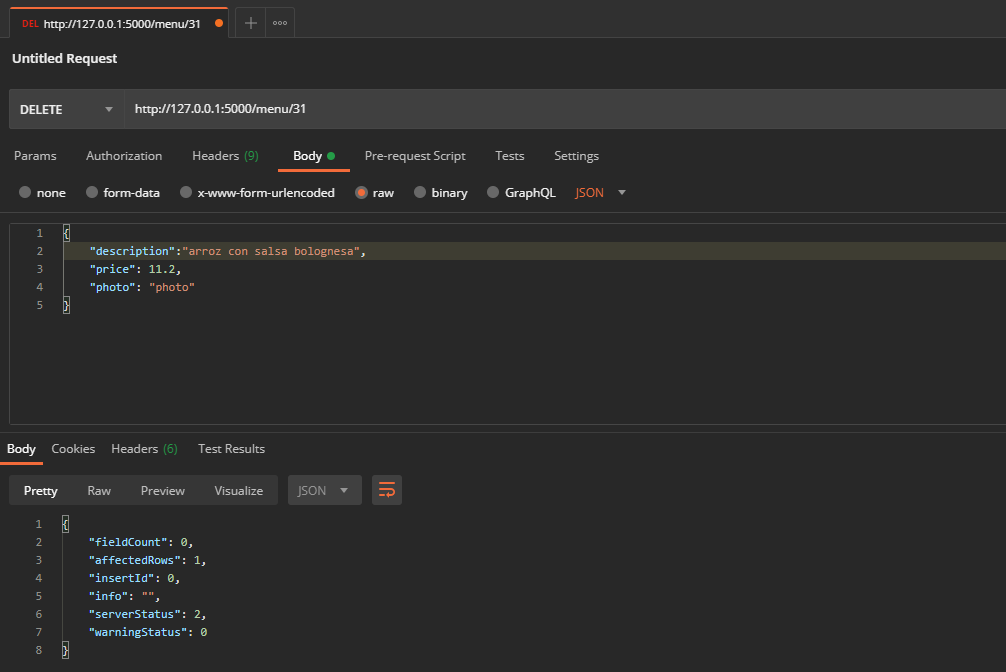 DEL http://127.0.0.1:5000/menu/31
Untitled Request
DELETE http://127.0.0.1:5000/menu/31
Params Authorization Headers (9) Body Pre-request Script Tests Settings
none form-data x-www-form-urlencoded raw binary GraphQL JSON
1 {
2 "description":"arroz con salsa bolognesa",
3 "price": 11.2,
4 "photo": "photo"
5 }
Body Cookies Headers (6) Test Results
Pretty Raw Preview Visualize JSON
1 {
2 "fieldCount": 0,
3 "affectedRows": 1,
4 "insertId": 0,
5 "info": "",
6 "serverStatus": 2,
7 "warningStatus": 0
8 }